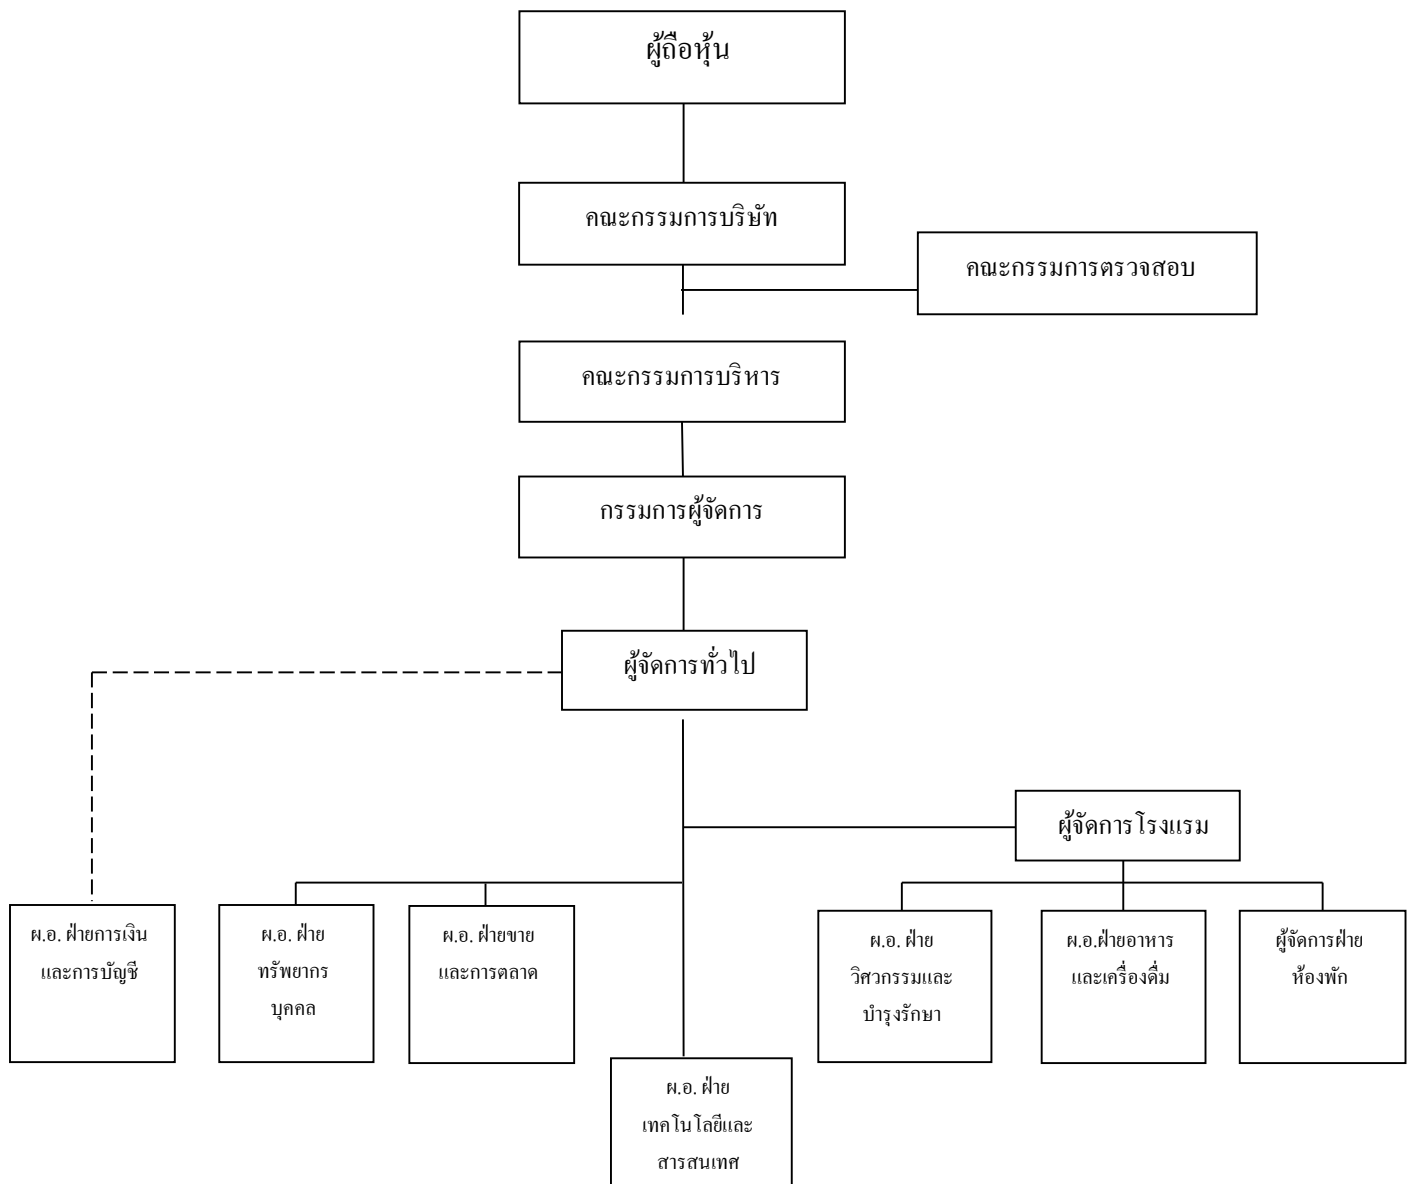 ผู้ถือหุ้น
คณะกรรมการบริษัท
คณะกรรมการตรวจสอบ
คณะกรรมการบริหาร
กรรมการผู้จัดการ
ผู้จัดการทั่วไป
ผู้จัดการโรงแรม
ผ.อ. ฝ่ายการเงิน
และการบัญชี
ผ.อ. ฝ่าย
ทรัพยากร
บุคคล
ผ.อ. ฝ่ายขาย
และการตลาด
ผ.อ. ฝ่าย
เทคโนโลยีและ
สารสนเทศ
ผ.อ. ฝ่าย
วิศวกรรมและ
บำรุงรักษา
ผ.อ.ฝ่ายอาหาร
และเครื่องดื่ม
ผู้จัดการฝ่าย
ห้องพัก